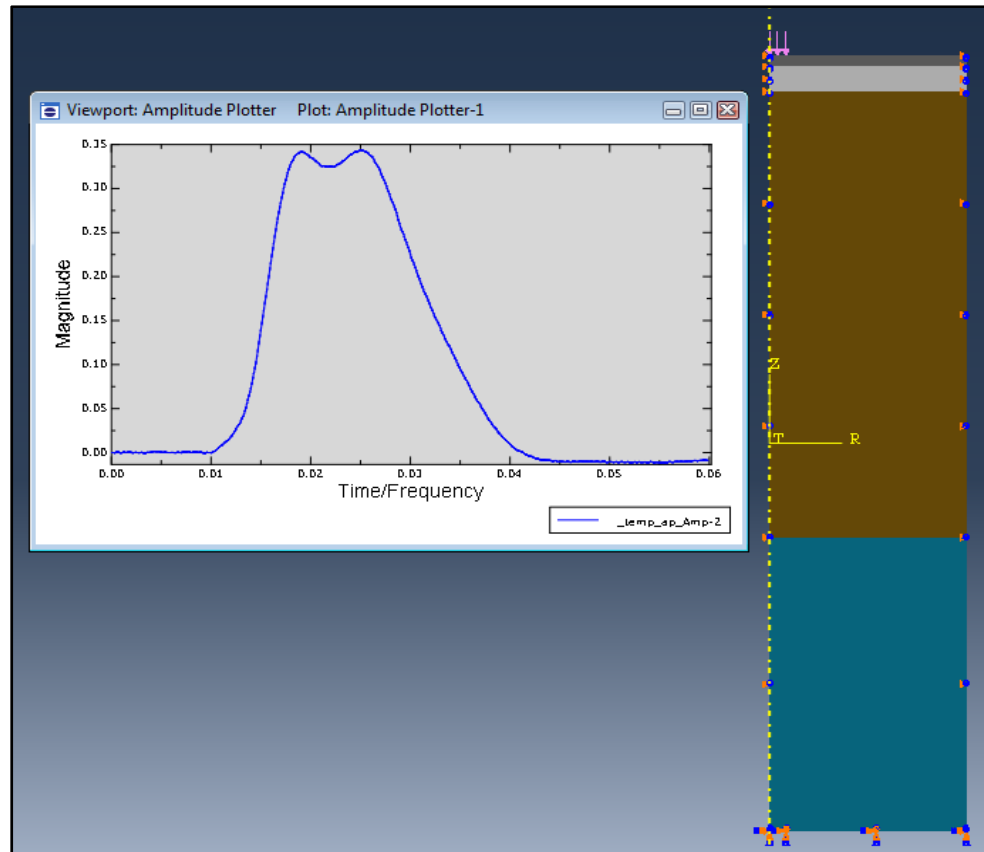 Viewport: Amplitude Plotter Plot: Amplitude Plotter-1
0.35
0.30
0.25
0.20
0.15
0.10
0.05
0.00
Magnitude
0.00 0.01 0.02 0.03 0.04 0.05 0.06
Time/Frequency
_temp_ap_Amp-2
Z
T R